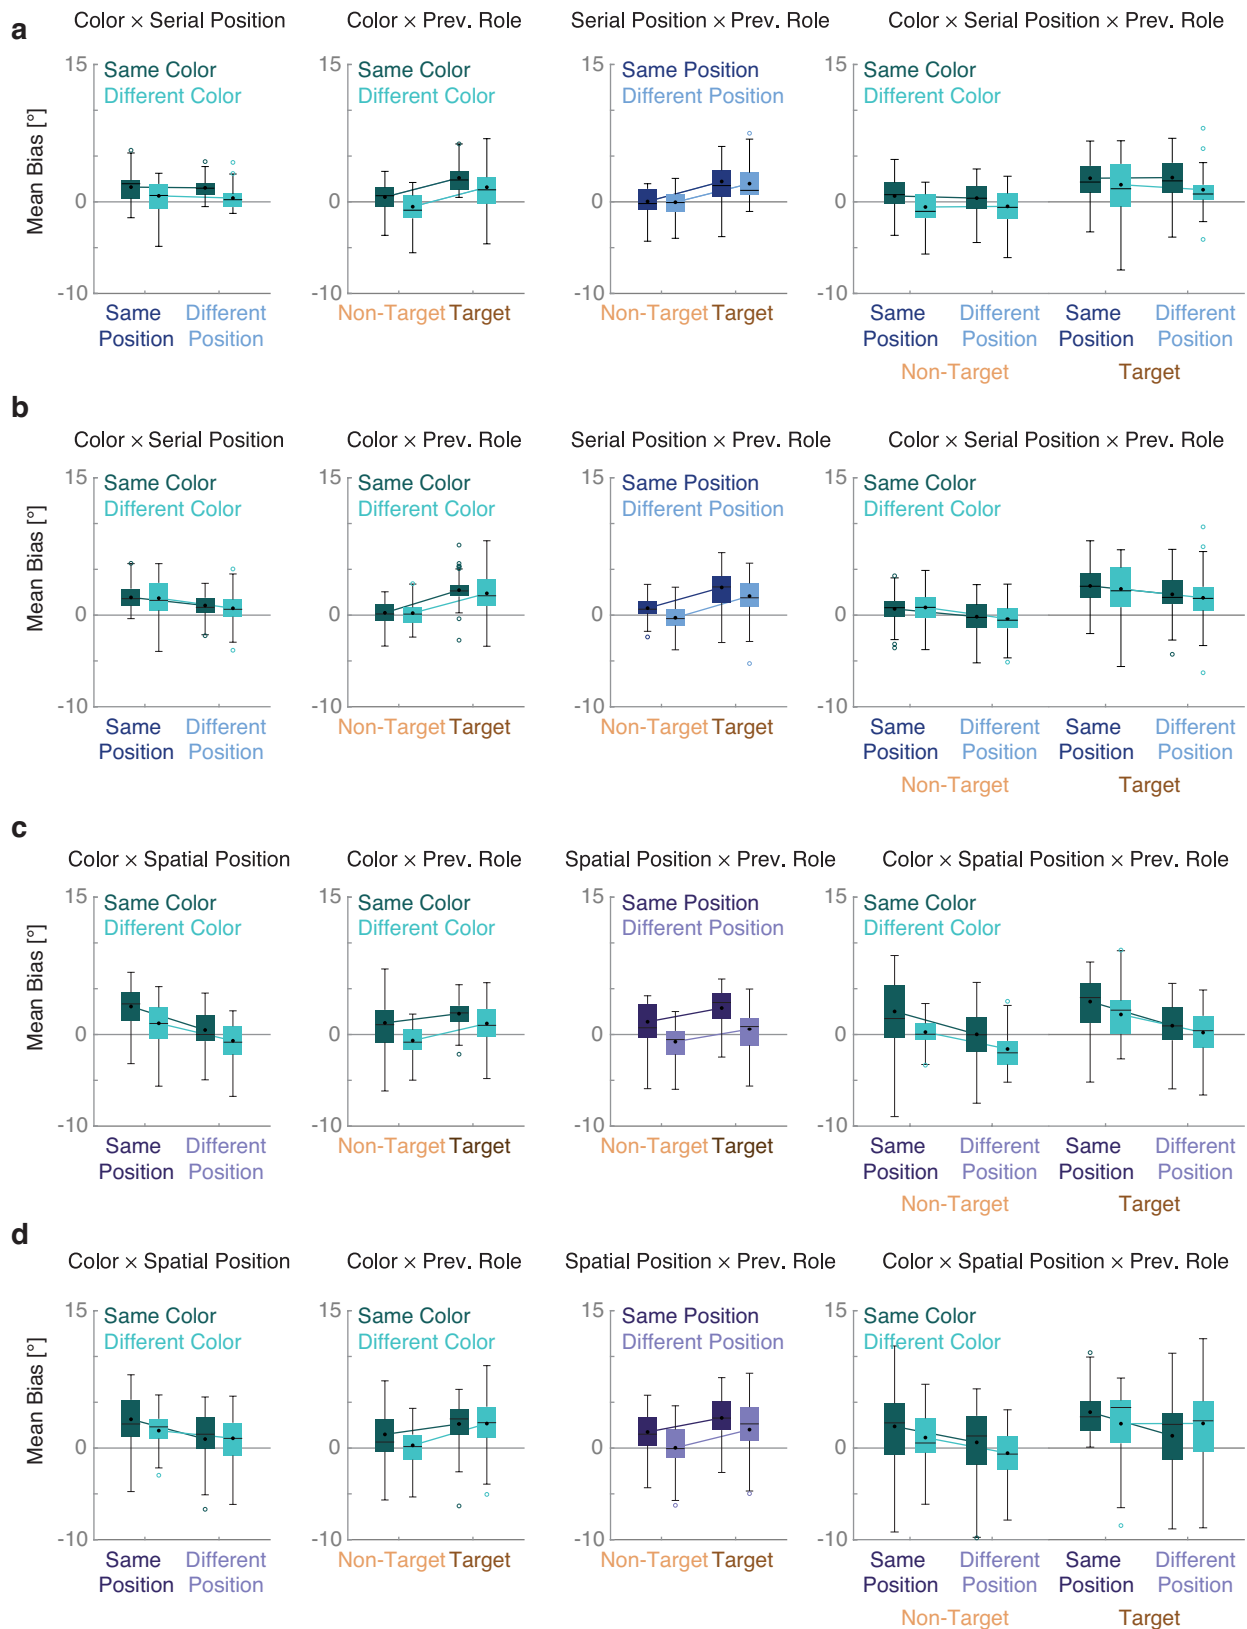 a
Color × Serial Position
Color × Prev. Role
Serial Position × Prev. Role
Color × Serial Position × Prev. Role
Mean Bias [°]
15
0
-10
Same Color
Different Color
Same Position
Different Position
15
0
-10
Same Color
Different Color
Non-Target
Target
15
0
-10
Same Position
Different Position
Non-Target
Target
15
0
-10
Same Color
Different Color
Same Position
Different Position
Same Position
Different Position
Non-Target
Target
b
Color × Serial Position
Color × Prev. Role
Serial Position × Prev. Role
Color × Serial Position × Prev. Role
Mean Bias [°]
15
0
-10
Same Color
Different Color
Same Position
Different Position
15
0
-10
Same Color
Different Color
Non-Target
Target
15
0
-10
Same Position
Different Position
Non-Target
Target
15
0
-10
Same Color
Different Color
Same Position
Different Position
Same Position
Different Position
Non-Target
Target
c
Color × Spatial Position
Color × Prev. Role
Spatial Position × Prev. Role
Color × Spatial Position × Prev. Role
Mean Bias [°]
15
0
-10
Same Color
Different Color
Same Position
Different Position
15
0
-10
Same Color
Different Color
Non-Target
Target
15
0
-10
Same Position
Different Position
Non-Target
Target
15
0
-10
Same Color
Different Color
Same Position
Different Position
Same Position
Different Position
Non-Target
Target
d
Color × Spatial Position
Color × Prev. Role
Spatial Position × Prev. Role
Color × Spatial Position × Prev. Role
Mean Bias [°]
15
0
-10
Same Color
Different Color
Same Position
Different Position
15
0
-10
Same Color
Different Color
Non-Target
Target
15
0
-10
Same Position
Different Position
Non-Target
Target
15
0
-10
Same Color
Different Color
Same Position
Different Position
Same Position
Different Position
Non-Target
Target